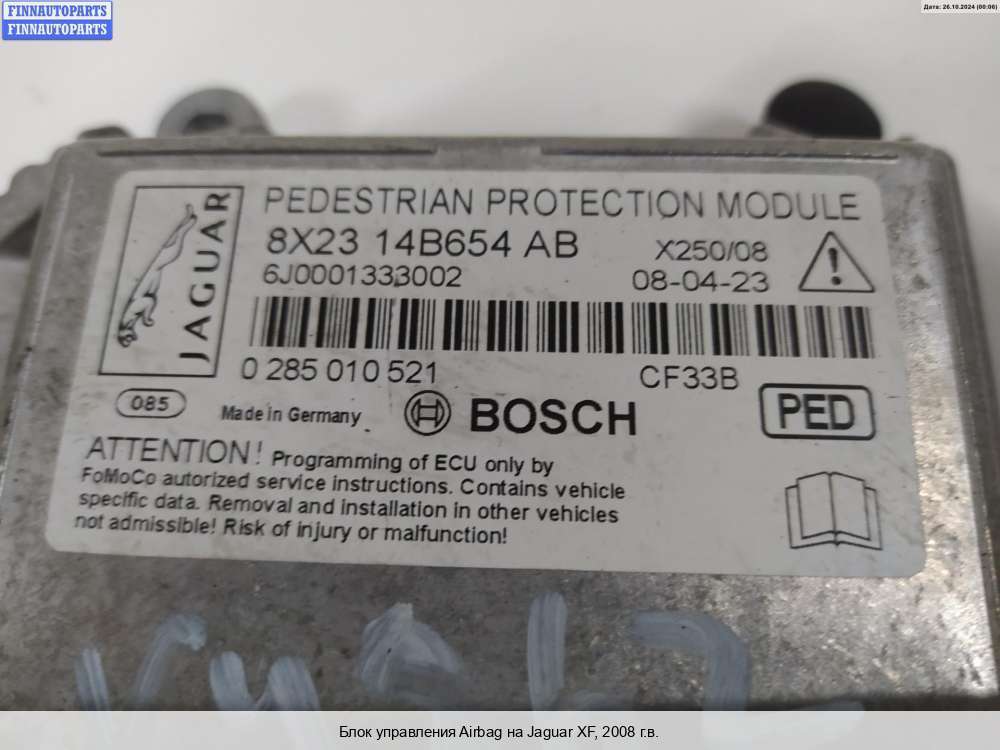 FINNAUTOPARTS
FINNAUTOPARTS
Дата: 26.10.2024 (00:06)
JAGUAR
PEDESTRIAN PROTECTION MODULE
8X23 14B654 AB
X250/08
6J0001333002
08-04-23
0 285 010 521
CF33B
085
Made in Germany
BOSCH
PED
ATTENTION! Programming of ECU only by
FoMoCo autorized service instructions. Contains vehicle
specific data. Removal and installation in other vehicles
not admissible! Risk of injury or malfunction!
Блок управления Airbag на Jaguar XF, 2008 г.в.